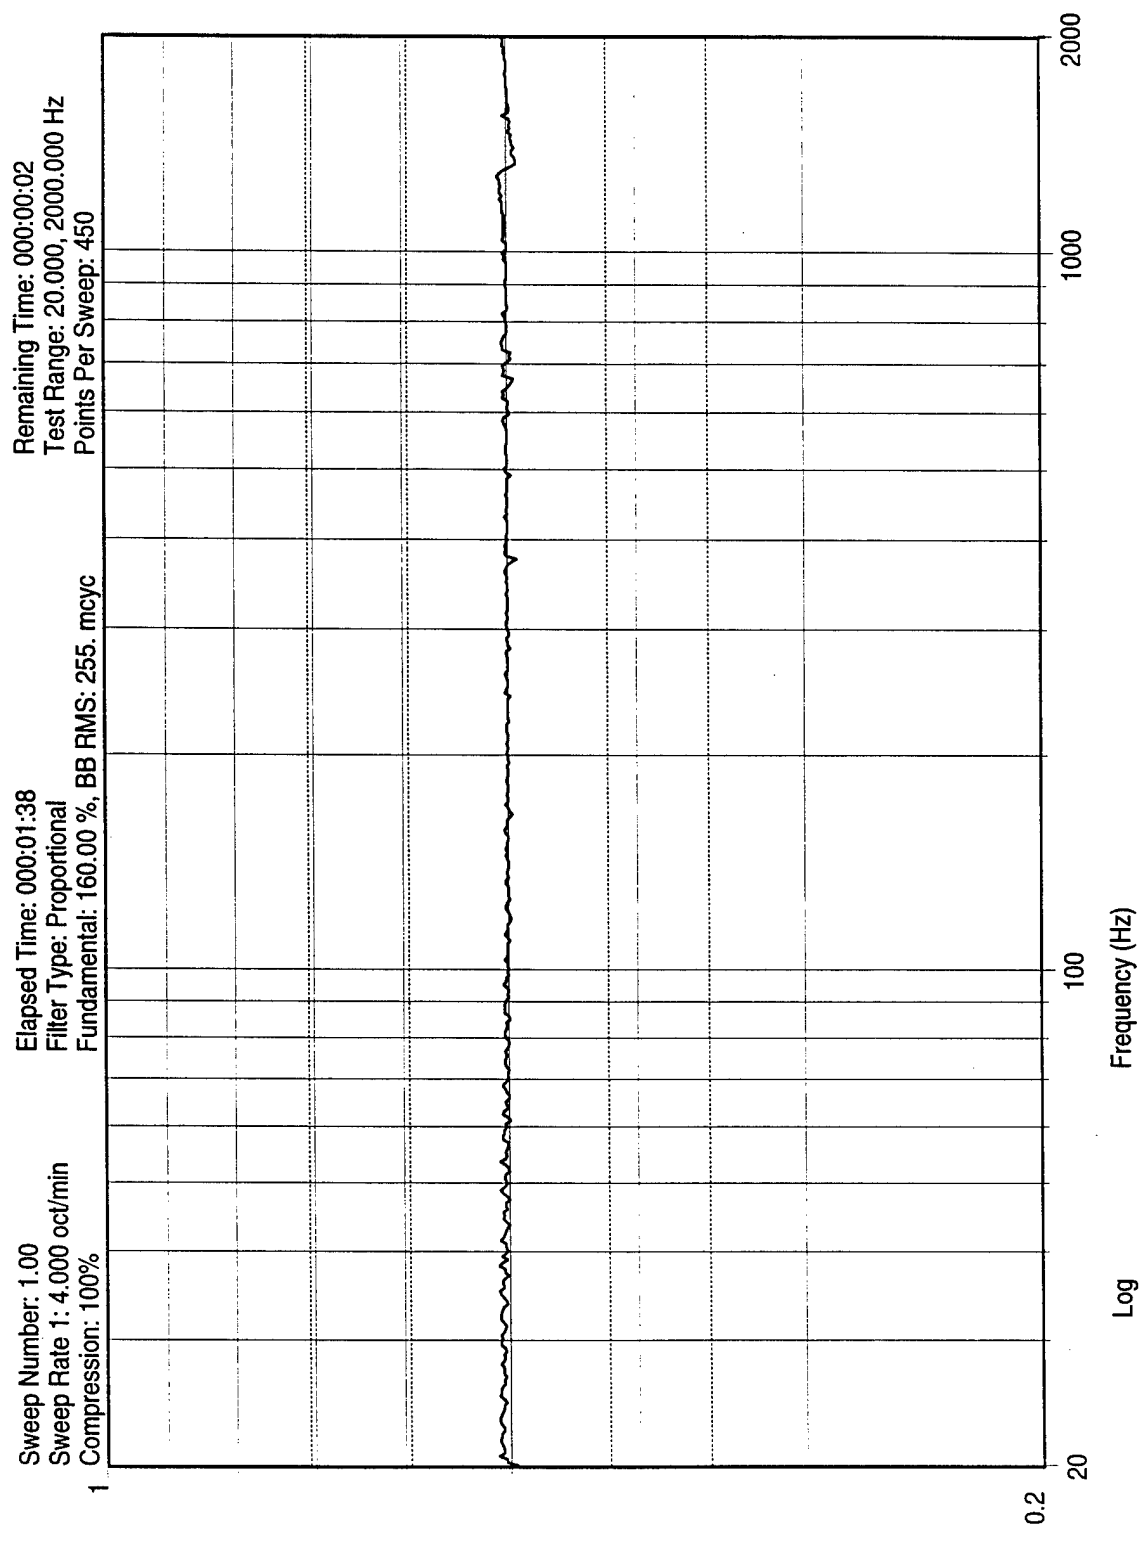 Sweep Number: 1.00
Sweep Rate 1: 4.000 oct/min
Compression: 100%
Elapsed Time: 000:01:38
Filter Type: Proportional
Fundamental: 160.00 %, BB RMS: 255. mcyc
Remaining Time: 000:00:02
Test Range: 20.000, 2000.000 Hz
Points Per Sweep: 450
1
0.2
20
100
1000
2000
Log
Frequency (Hz)